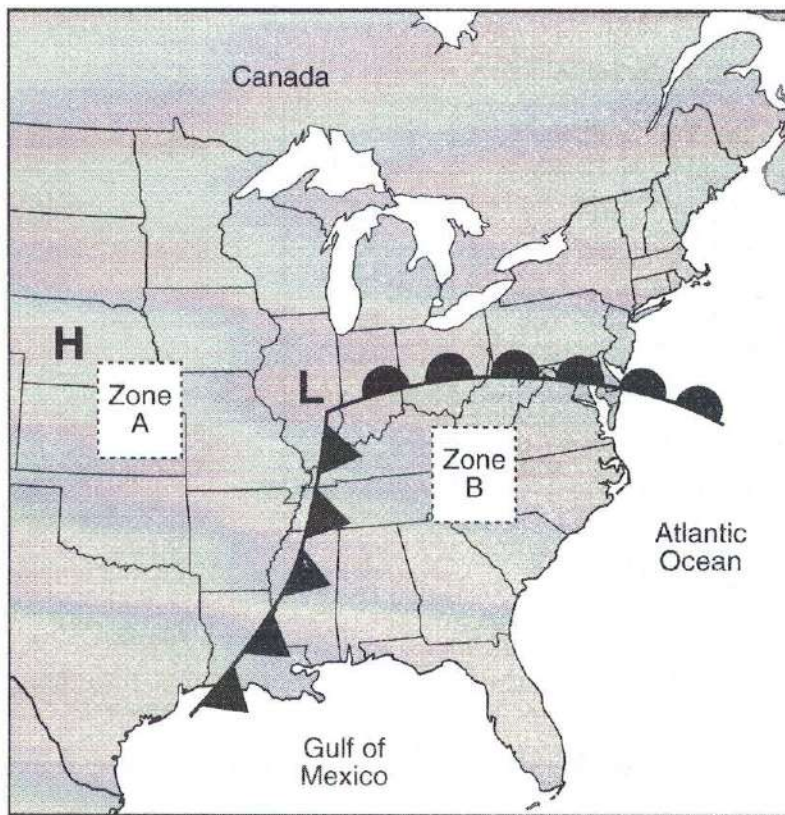 Canada
H
Zone
A
L
Zone
B
Atlantic
Ocean
Gulf of
Mexico